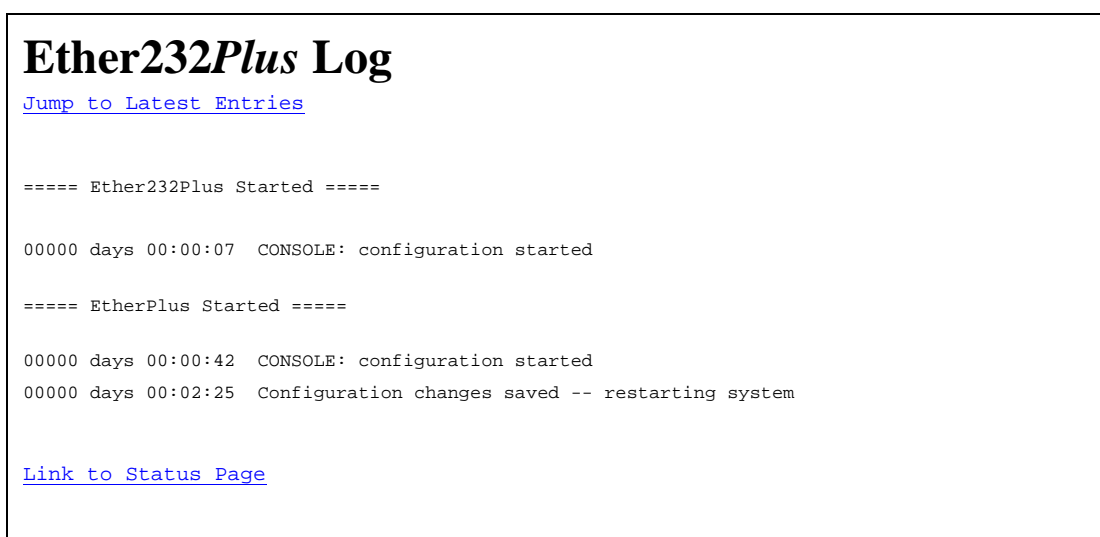 Ether232Plus Log
Jump to Latest Entries
===== Ether232Plus Started =====
00000 days 00:00:07  CONSOLE: configuration started
===== EtherPlus Started =====
00000 days 00:00:42  CONSOLE: configuration started
00000 days 00:02:25  Configuration changes saved -- restarting system
Link to Status Page